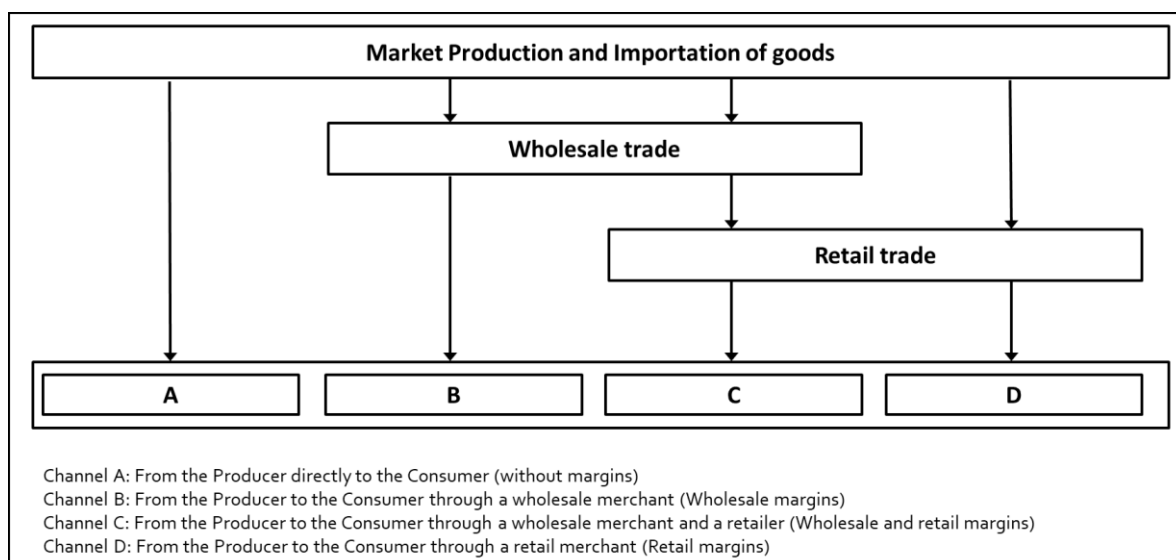 Market Production and Importation of goods
Wholesale trade
Retail trade
A
B
C
D
Channel A: From the Producer directly to the Consumer (without margins)
Channel B: From the Producer to the Consumer through a wholesale merchant (Wholesale margins)
Channel C: From the Producer to the Consumer through a wholesale merchant and a retailer (Wholesale and retail margins)
Channel D: From the Producer to the Consumer through a retail merchant (Retail margins)